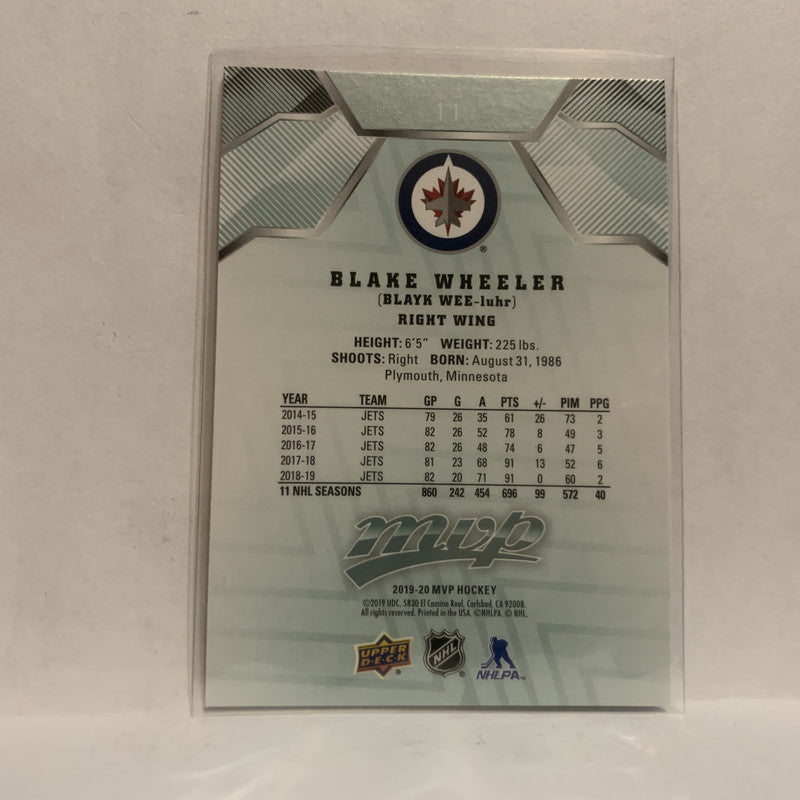 11
BLAKE WHEELER
(BLAYK WEE-luhr)
RIGHT WING
HEIGHT: 6'5" WEIGHT: 225 lbs.
SHOOTS: Right BORN: August 31, 1986
Plymouth, Minnesota
YEAR TEAM GP G A PTS +/- PIM PPG
2014-15 JETS 79 26 35 61 26 73 2
2015-16 JETS 82 26 52 78 8 49 3
2016-17 JETS 82 26 48 74 6 47 5
2017-18 JETS 81 23 68 91 13 52 6
2018-19 JETS 82 20 71 91 0 60 2
11 NHL SEASONS 860 242 454 696 99 572 40
mvp
2019-20 MVP HOCKEY
©2019 UDC. 5830 El Camino Real, Carlsbad, CA 92008.
All rights reserved. Printed in the USA. ©NHLPA. © NHL.
UPPER DECK® NHL NHLPA™